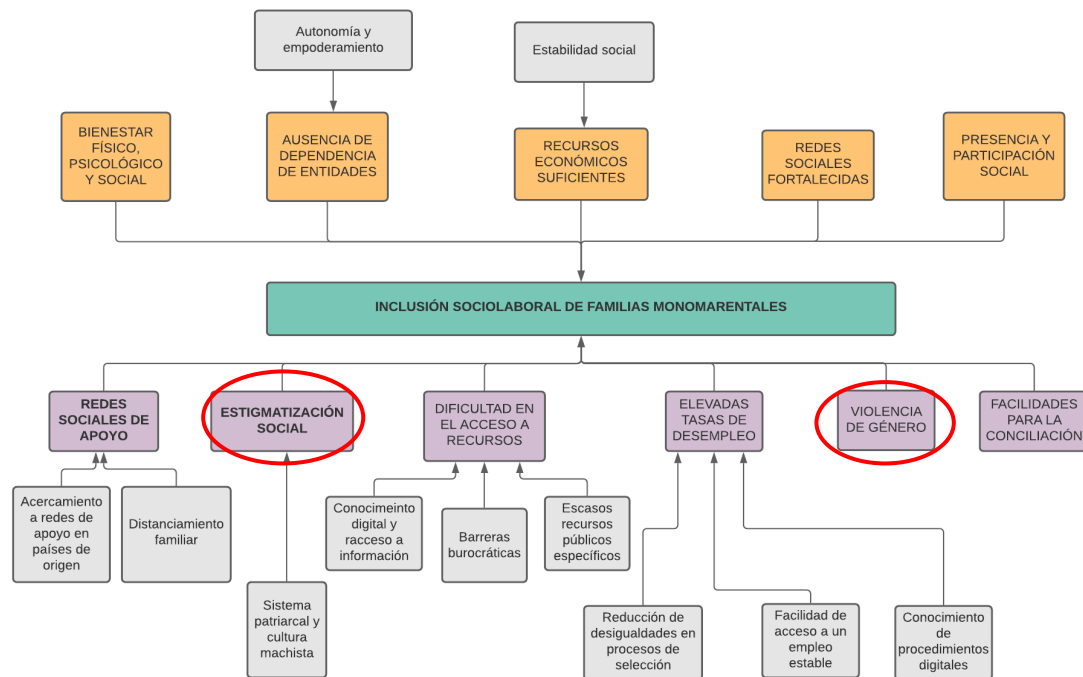 Autonomía y
empoderamiento
Estabilidad social
BIENESTAR
FÍSICO,
PSICOLÓGICO
Y SOCIAL
AUSENCIA DE
DEPENDENCIA
DE ENTIDADES
RECURSOS
ECONÓMICOS
SUFICIENTES
REDES
SOCIALES
FORTALECIDAS
PRESENCIA Y
PARTICIPACIÓN
SOCIAL
INCLUSIÓN SOCIOLABORAL DE FAMILIAS MONOMARENTALES
REDES
SOCIALES DE
APOYO
ESTIGMATIZACIÓN
SOCIAL
DIFICULTAD EN
EL ACCESO A
RECURSOS
ELEVADAS
TASAS DE
DESEMPLEO
VIOLENCIA
DE GÉNERO
FACILIDADES
PARA LA
CONCILIACIÓN
Acercamiento
a redes de
apoyo en
países de
origen
Distanciamiento
familiar
Sistema
patriarcal y
cultura
machista
Conocimeinto
digital y
racceso a
información
Barreras
burocráticas
Escasos
recursos
públicos
específicos
Reducción de
desigualdades en
procesos de
selección
Facilidad de
acceso a un
empleo
estable
Conocimiento
de
procedimientos
digitales